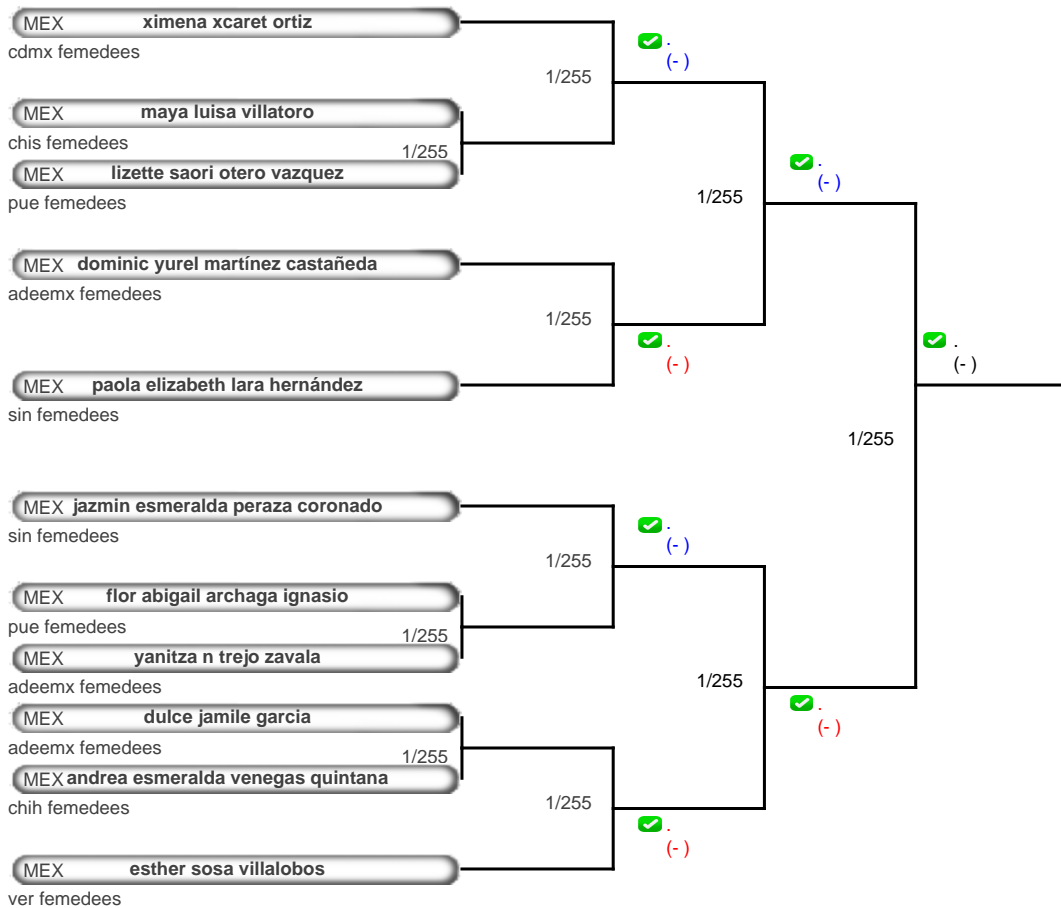 MEX ximena xcaret ortiz
cdmx femedees
.
(- )
1/255
MEX maya luisa villatoro
chis femedees
1/255
MEX lizette saori otero vazquez
pue femedees
.
(- )
1/255
MEX dominic yurel martínez castañeda
adeemx femedees
1/255
.
(- )
MEX paola elizabeth lara hernández
sin femedees
.
(- )
1/255
MEX jazmin esmeralda peraza coronado
sin femedees
.
(- )
1/255
MEX flor abigail archaga ignasio
pue femedees
1/255
MEX yanitza n trejo zavala
adeemx femedees
1/255
.
(- )
MEX dulce jamile garcia
adeemx femedees
1/255
MEX andrea esmeralda venegas quintana
chih femedees
1/255
.
(- )
MEX esther sosa villalobos
ver femedees